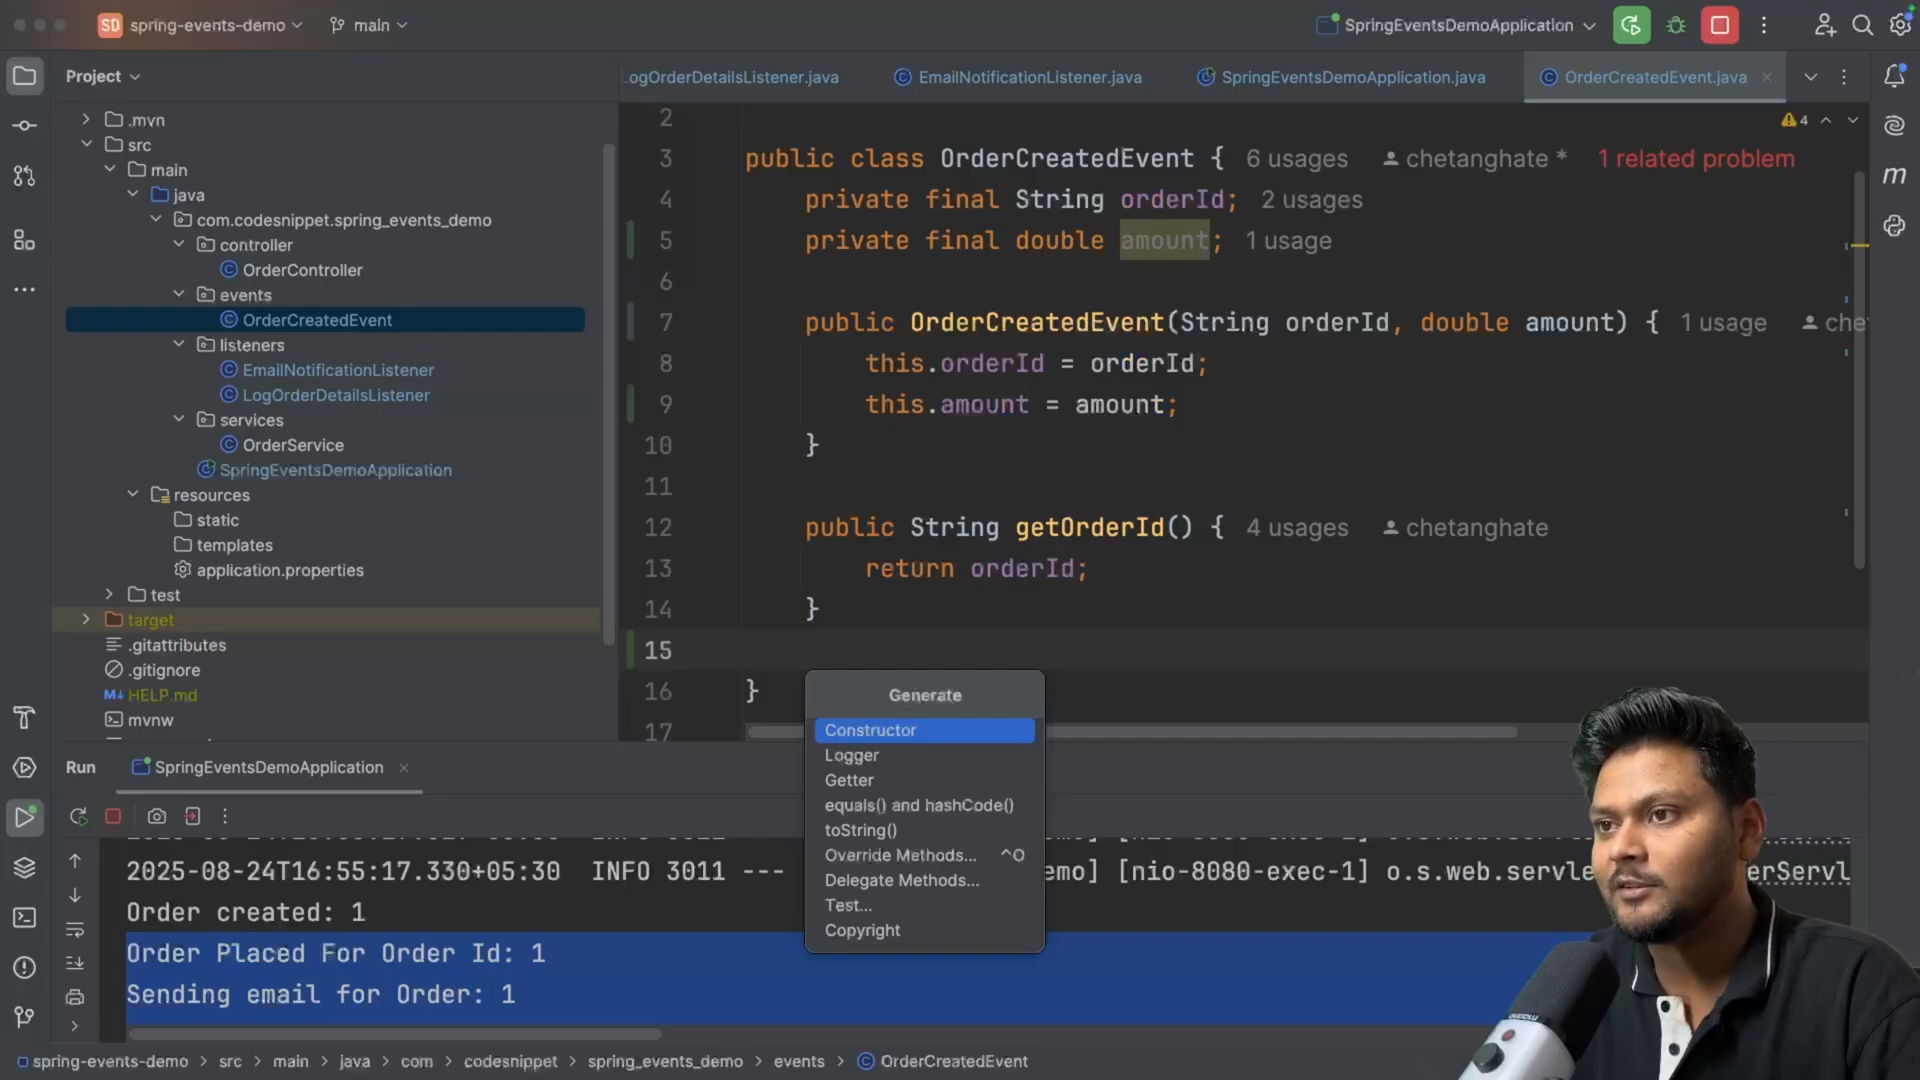 SD spring-events-demo main SpringEventsDemoApplication
Project
LogOrderDetailsListener.java EmailNotificationListener.java SpringEventsDemoApplication.java OrderCreatedEvent.java
.mvn
src
main
java
com.codesnippet.spring_events_demo
controller
OrderController
events
OrderCreatedEvent
listeners
EmailNotificationListener
LogOrderDetailsListener
services
OrderService
SpringEventsDemoApplication
resources
static
templates
application.properties
test
target
.gitattributes
.gitignore
M↓ HELP.md
mvnw
4
m
2
3 public class OrderCreatedEvent { 6 usages chetanghate * 1 related problem
4 private final String orderId; 2 usages
5 private final double amount; 1 usage
6
7 public OrderCreatedEvent(String orderId, double amount) { 1 usage che
8 this.orderId = orderId;
9 this.amount = amount;
10 }
11
12 public String getOrderId() { 4 usages chetanghate
13 return orderId;
14 }
15
16 }
17
Generate
Constructor
Logger
Getter
equals() and hashCode()
toString()
Override Methods... ^O
Delegate Methods...
Test...
Copyright
Run SpringEventsDemoApplication
2025-08-24T16:55:17.330+05:30 INFO 3011 --- emo] [nio-8080-exec-1] o.s.web.servle erServl
Order created: 1
Order Placed For Order Id: 1
Sending email for Order: 1
spring-events-demo > src > main > java > com > codesnippet > spring_events_demo > events > OrderCreatedEvent